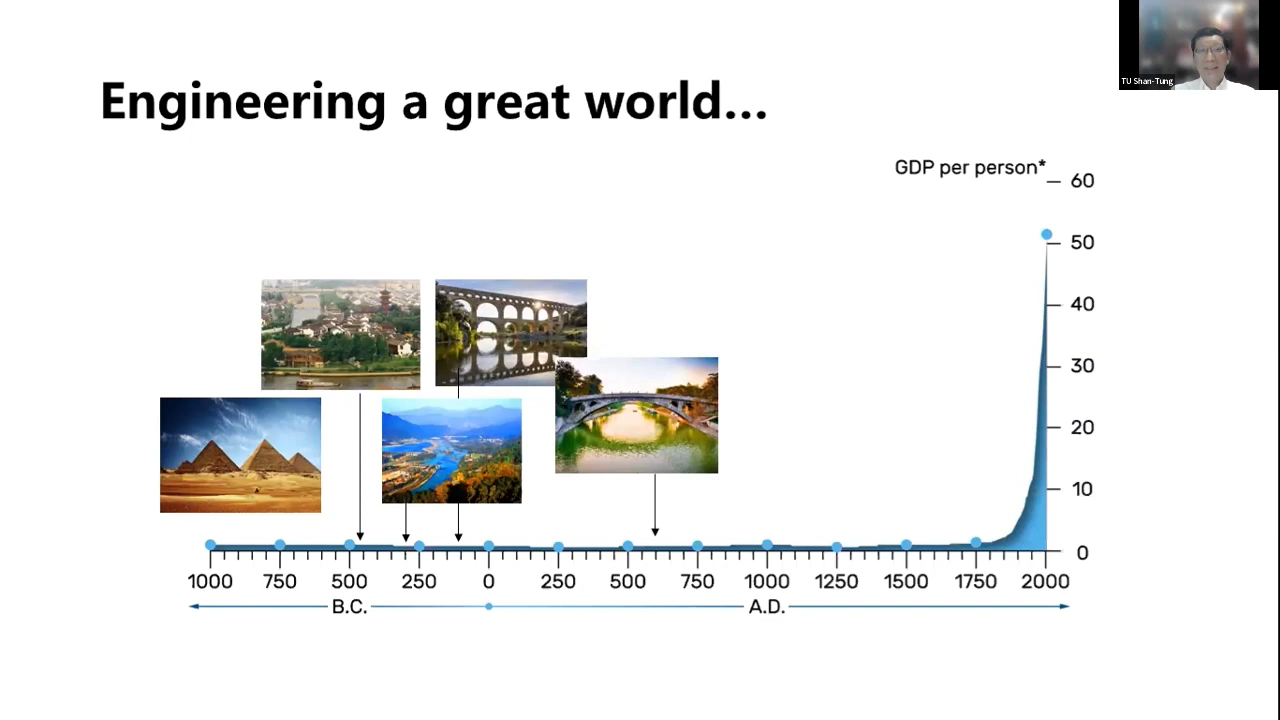 TU Shan-Tung
Engineering a great world...
GDP per person*
60
50
40
30
20
10
0
1000 750 500 250 0 250 500 750 1000 1250 1500 1750 2000
B.C. A.D.